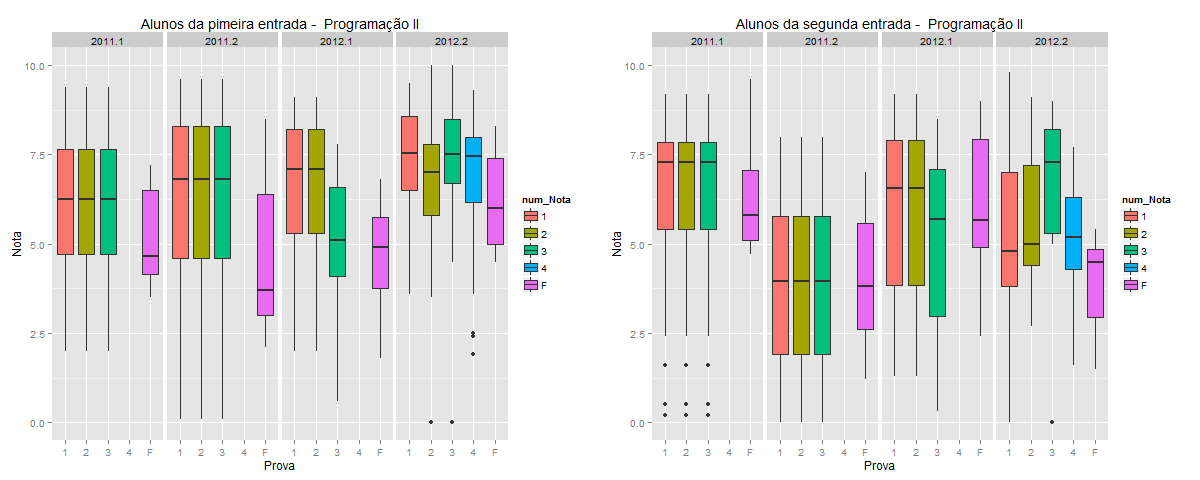 Alunos da pimeira entrada -  Programação II
2011.1 2011.2 2012.1 2012.2
10.0
7.5
5.0
2.5
0.0
Nota
1 2 3 4 F 1 2 3 4 F 1 2 3 4 F 1 2 3 4 F
Prova
num_Nota
1
2
3
4
F
Alunos da segunda entrada -  Programação II
2011.1 2011.2 2012.1 2012.2
10.0
7.5
5.0
2.5
0.0
Nota
1 2 3 4 F 1 2 3 4 F 1 2 3 4 F 1 2 3 4 F
Prova
num_Nota
1
2
3
4
F